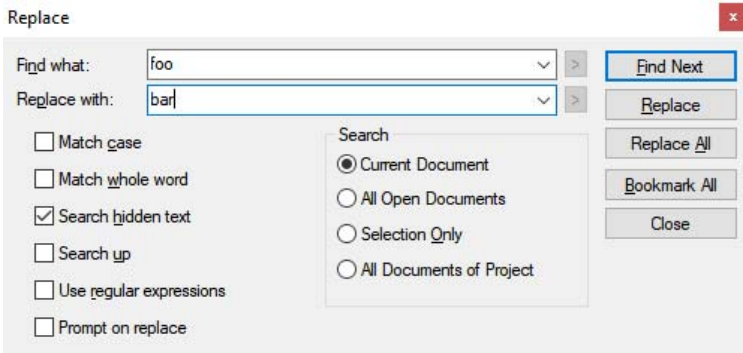 Replace
x
Find what: foo >
Replace with: bar >
Match case
Match whole word
Search hidden text
Search up
Use regular expressions
Prompt on replace
Search
Current Document
All Open Documents
Selection Only
All Documents of Project
Find Next
Replace
Replace All
Bookmark All
Close